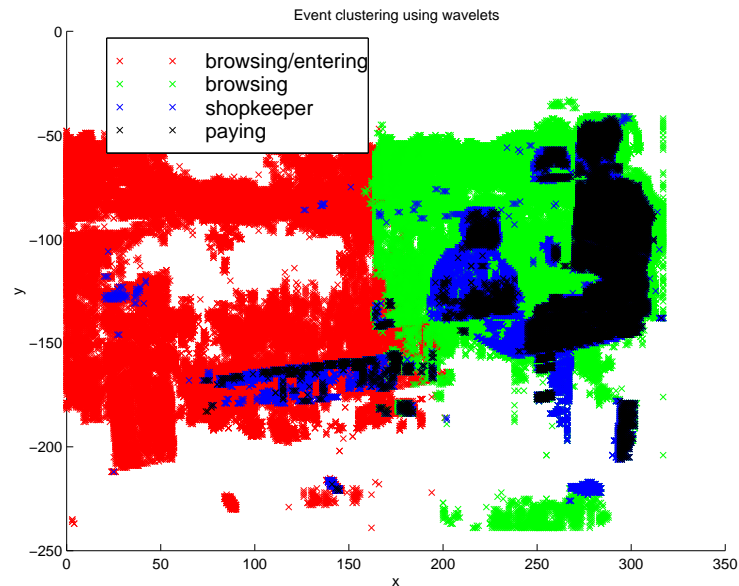 Event clustering using wavelets
0
browsing/entering
browsing
shopkeeper
paying
−50
−100
y
−150
−200
−250
0 50 100 150 200 250 300 350
x